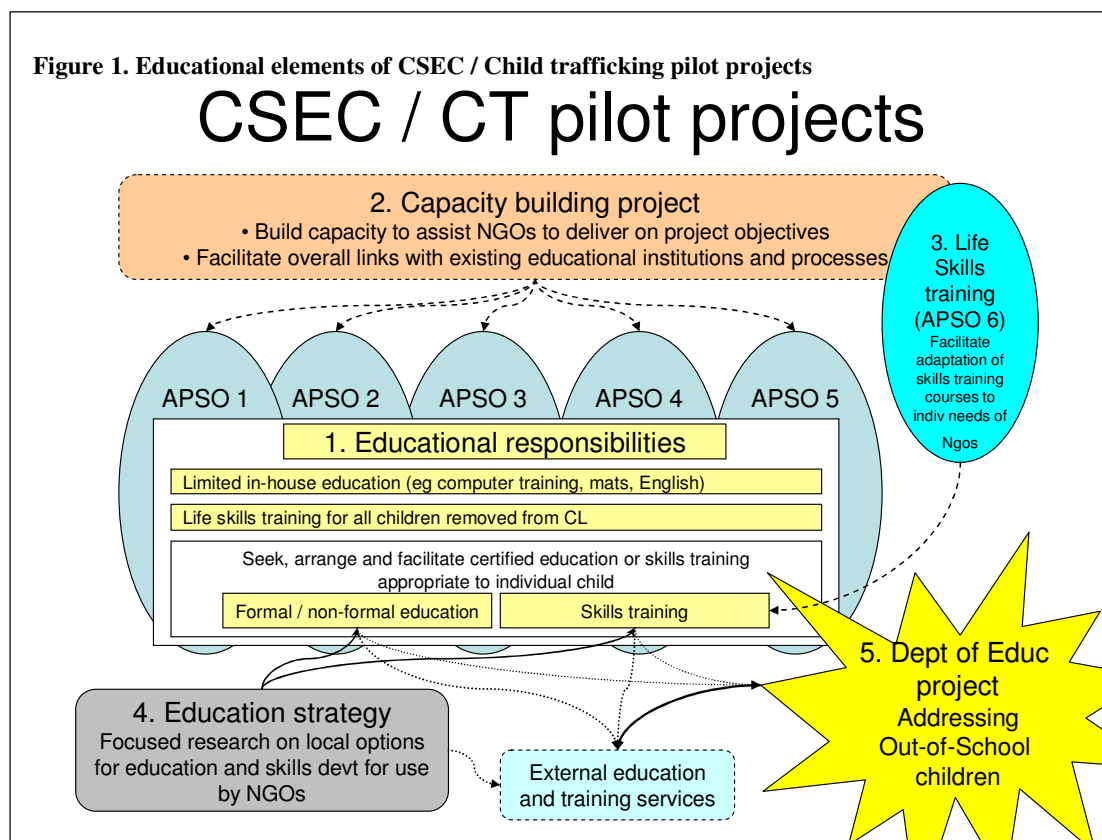 Figure 1. Educational elements of CSEC / Child trafficking pilot projects
CSEC / CT pilot projects
2. Capacity building project
• Build capacity to assist NGOs to deliver on project objectives
• Facilitate overall links with existing educational institutions and processes
3. Life
Skills
training
(APSO 6)
Facilitate
adaptation of
skills training
courses to
indiv needs of
Ngos
APSO 1
APSO 2
APSO 3
APSO 4
APSO 5
1. Educational responsibilities
Limited in-house education (eg computer training, mats, English)
Life skills training for all children removed from CL
Seek, arrange and facilitate certified education or skills training
appropriate to individual child
Formal / non-formal education
Skills training
4. Education strategy
Focused research on local options
for education and skills devt for use
by NGOs
External education
and training services
5. Dept of Educ
project
Addressing
Out-of-School
children